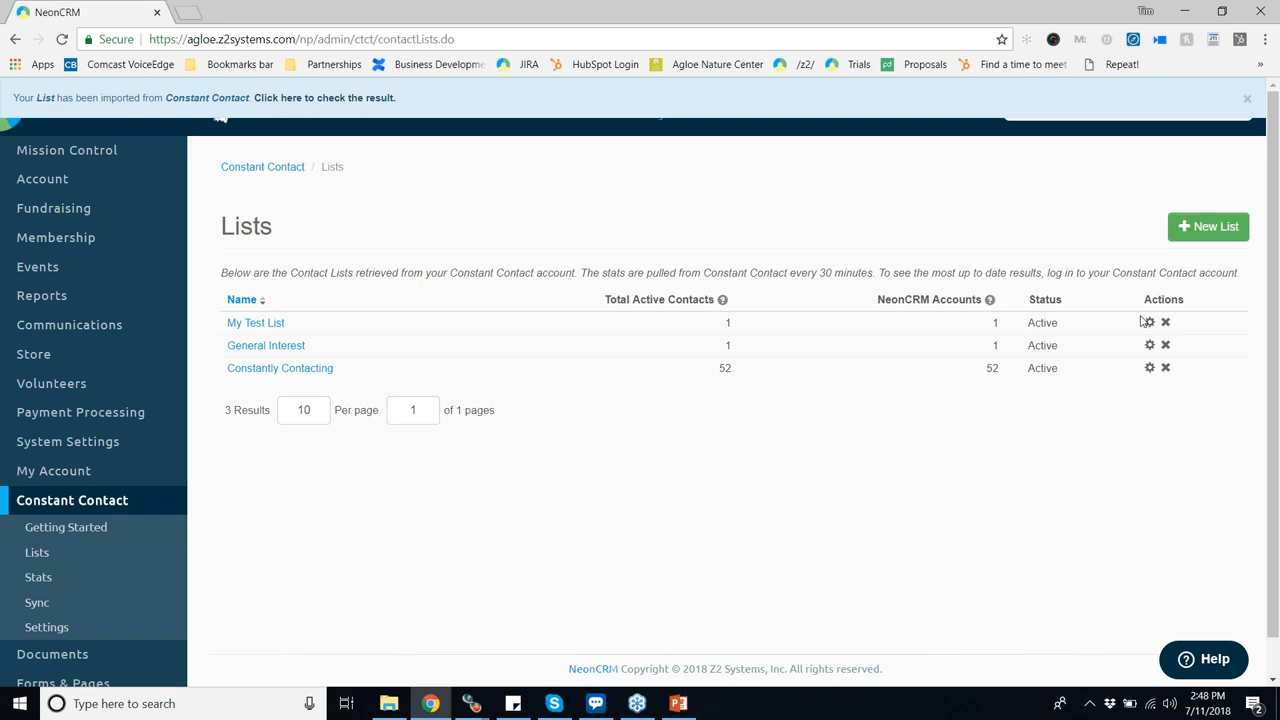 NeonCRM
Secure https://agloe.z2systems.com/np/admin/ctct/contactLists.do
Apps Comcast VoiceEdge Bookmarks bar Partnerships Business Developme JIRA HubSpot Login Agloe Nature Center /z2/ Trials Proposals Find a time to meet Repeat! »
Your List has been imported from Constant Contact. Click here to check the result.
Mission Control
Account
Fundraising
Membership
Events
Reports
Communications
Store
Volunteers
Payment Processing
System Settings
My Account
Constant Contact
Getting Started
Lists
Stats
Sync
Settings
Documents
Forms & Pages
Constant Contact / Lists
Lists
New List
Below are the Contact Lists retrieved from your Constant Contact account. The stats are pulled from Constant Contact every 30 minutes. To see the most up to date results, log in to your Constant Contact account.
Name Total Active Contacts NeonCRM Accounts Status Actions
My Test List 1 1 Active
General Interest 1 1 Active
Constantly Contacting 52 52 Active
3 Results 10 Per page 1 of 1 pages
NeonCRM Copyright © 2018 Z2 Systems, Inc. All rights reserved.
Help
Type here to search
2:48 PM
7/11/2018
2